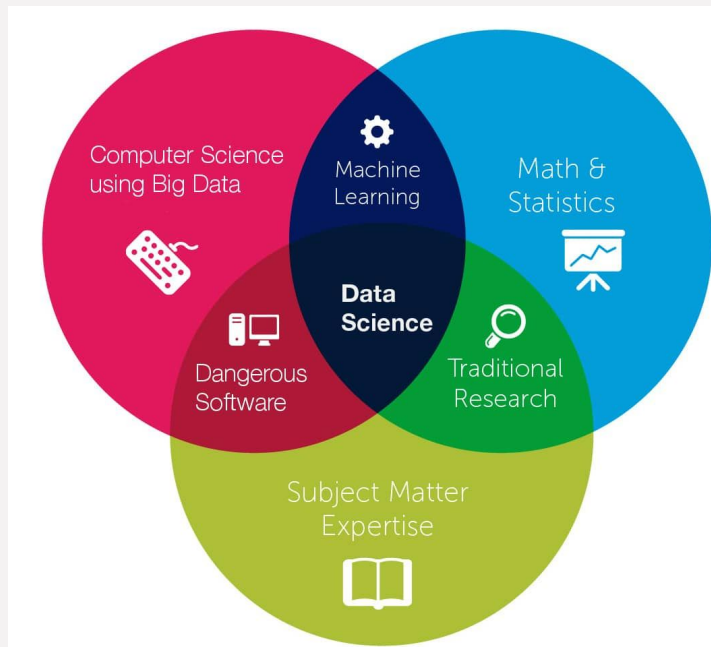 Computer Science
using Big Data
Machine
Learning
Math &
Statistics
Data
Science
Dangerous
Software
Traditional
Research
Subject Matter
Expertise